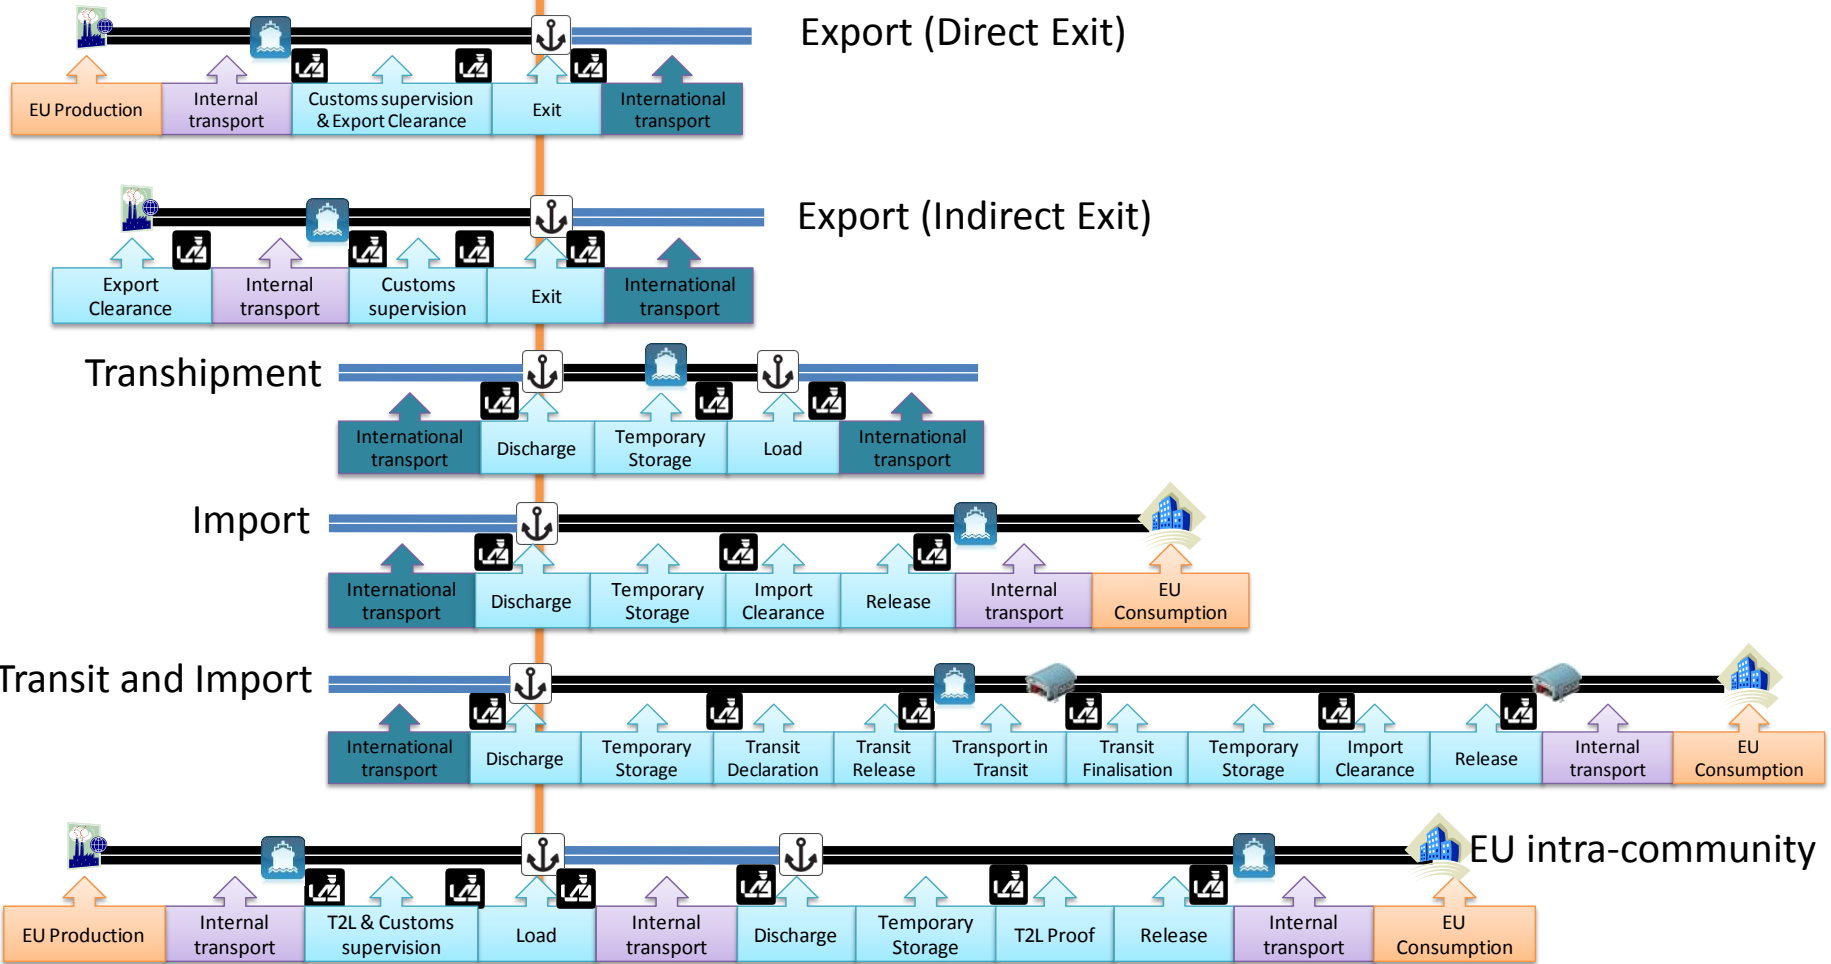 Export (Direct Exit)
EU Production
Internal
transport
Customs supervision
& Export Clearance
Exit
International
transport
Export (Indirect Exit)
Export
Clearance
Internal
transport
Customs
supervision
Exit
International
transport
Transhipment
International
transport
Discharge
Temporary
Storage
Load
International
transport
Import
International
transport
Discharge
Temporary
Storage
Import
Clearance
Release
Internal
transport
EU
Consumption
Transit and Import
International
transport
Discharge
Temporary
Storage
Transit
Declaration
Transit
Release
Transport in
Transit
Transit
Finalisation
Temporary
Storage
Import
Clearance
Release
Internal
transport
EU
Consumption
EU intra-community
EU Production
Internal
transport
T2L & Customs
supervision
Load
Internal
transport
Discharge
Temporary
Storage
T2L Proof
Release
Internal
transport
EU
Consumption